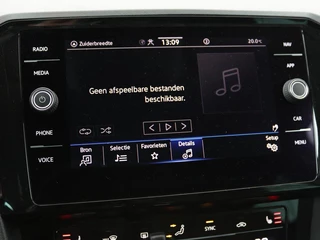 RADIO
Zuiderbreedte
13:09
20.0°C
NAV
MEDIA
APP
Geen afspeelbare bestanden
beschikbaar.
PHONE
CAR
VOICE
Bron
Selectie
Favorieten
Details
Setup
MENU
SYNC